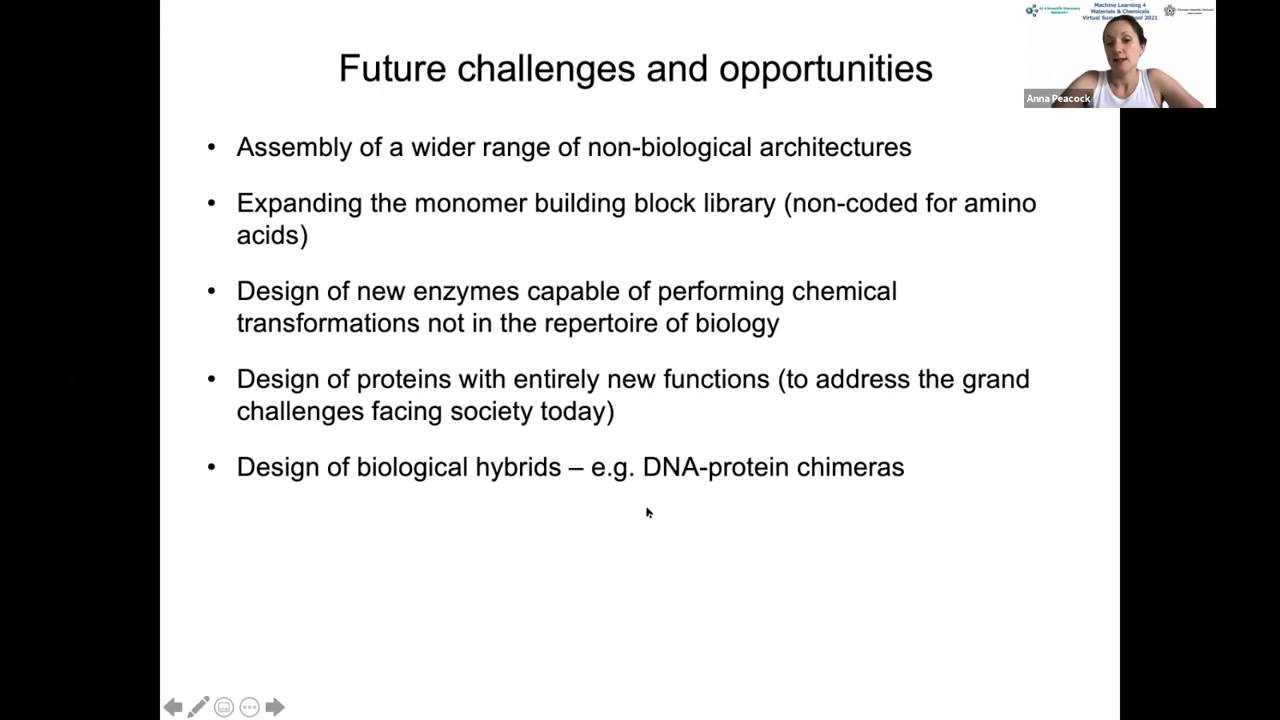 Future challenges and opportunities
Machine Learning 4
Materials & Chemicals
Virtual Summer School 2021
Anna Peacock
• Assembly of a wider range of non-biological architectures
• Expanding the monomer building block library (non-coded for amino
acids)
• Design of new enzymes capable of performing chemical
transformations not in the repertoire of biology
• Design of proteins with entirely new functions (to address the grand
challenges facing society today)
• Design of biological hybrids – e.g. DNA-protein chimeras